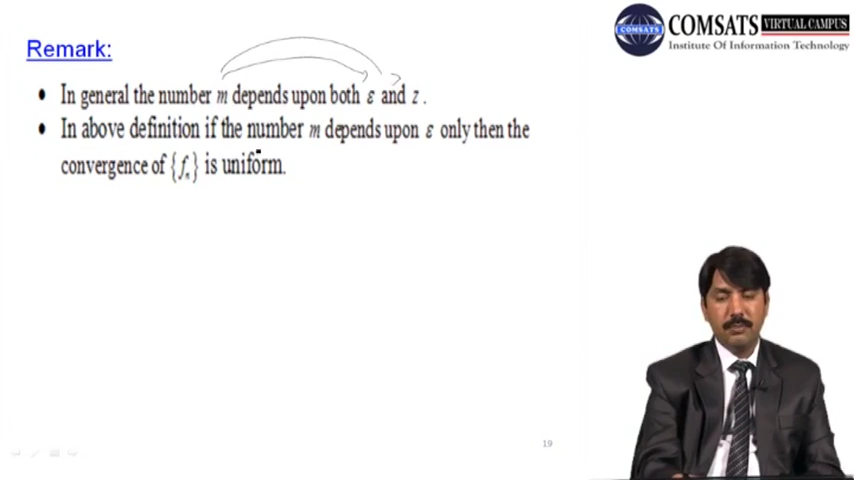 COMSATS VIRTUAL CAMPUS
Institute Of Information Technology
Remark:
• In general the number m depends upon both ε and z .
• In above definition if the number m depends upon ε only then the
convergence of {fₙ} is uniform.
19